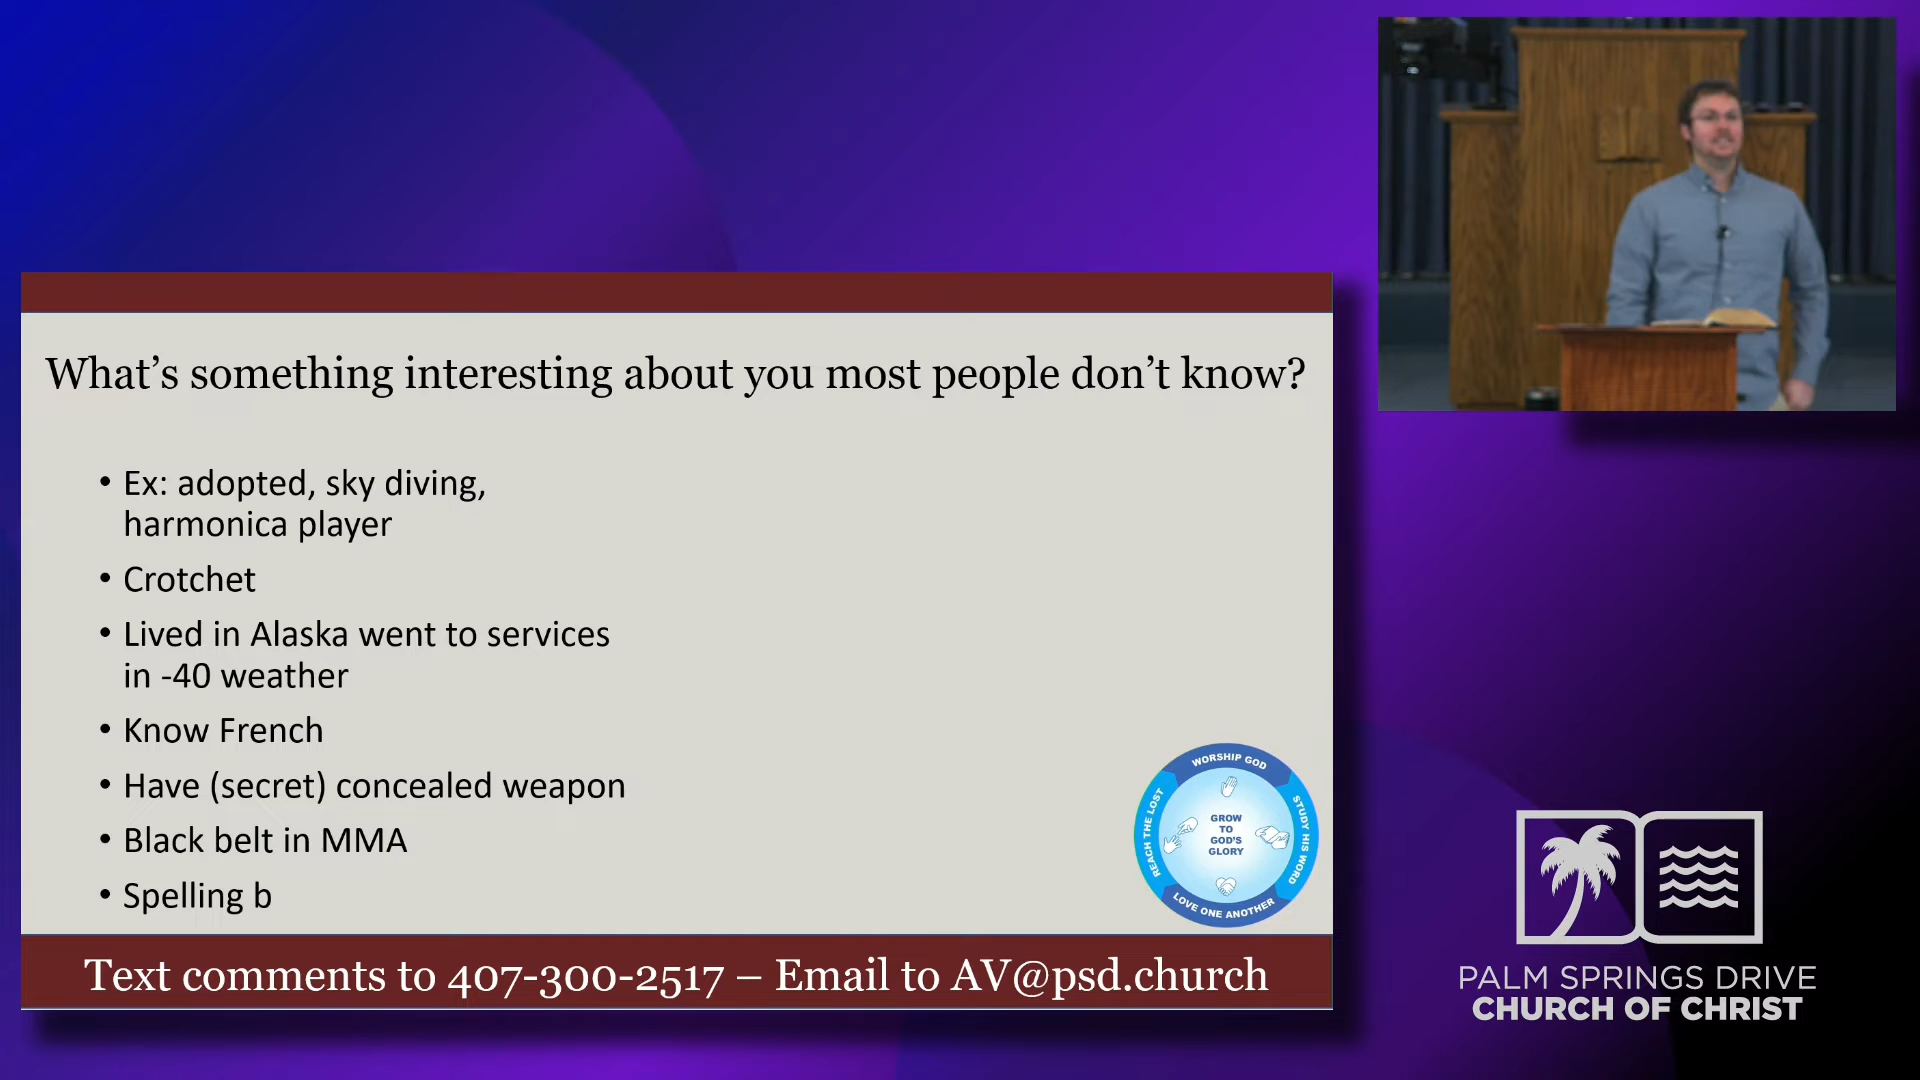 What's something interesting about you most people don't know?
• Ex: adopted, sky diving,
harmonica player
• Crotchet
• Lived in Alaska went to services
in -40 weather
• Know French
• Have (secret) concealed weapon
• Black belt in MMA
• Spelling b
WORSHIP GOD
STUDY HIS WORD
LOVE ONE ANOTHER
REACH THE LOST
GROW
TO
GOD'S
GLORY
Text comments to 407-300-2517 – Email to AV@psd.church
PALM SPRINGS DRIVE
CHURCH OF CHRIST